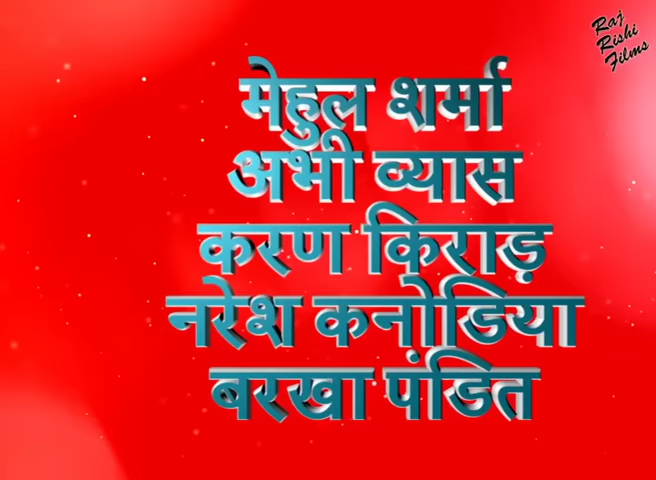 Raj
Rishi
Films
मेहुल शर्मा
अभी व्यास
करण किराड़
नरेश कनोडिया
बरखा पंडित